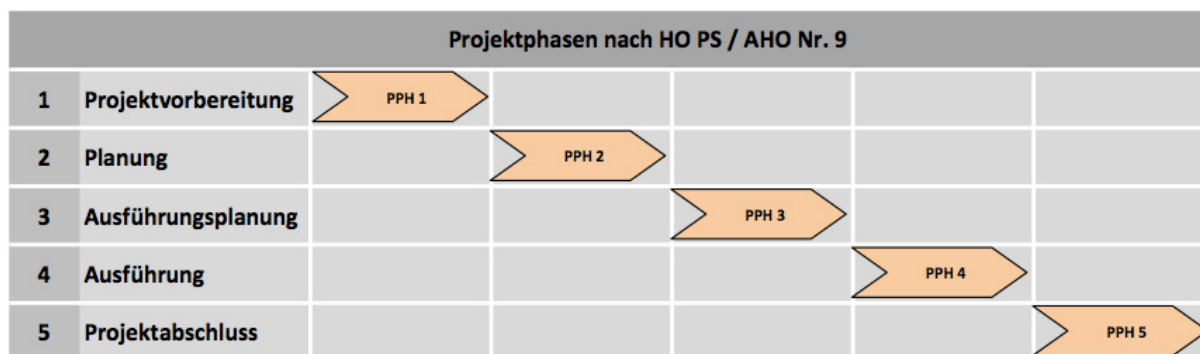 Projektphasen nach HO PS / AHO Nr. 9
1 Projektvorbereitung PPH 1
2 Planung PPH 2
3 Ausführungsplanung PPH 3
4 Ausführung PPH 4
5 Projektabschluss PPH 5